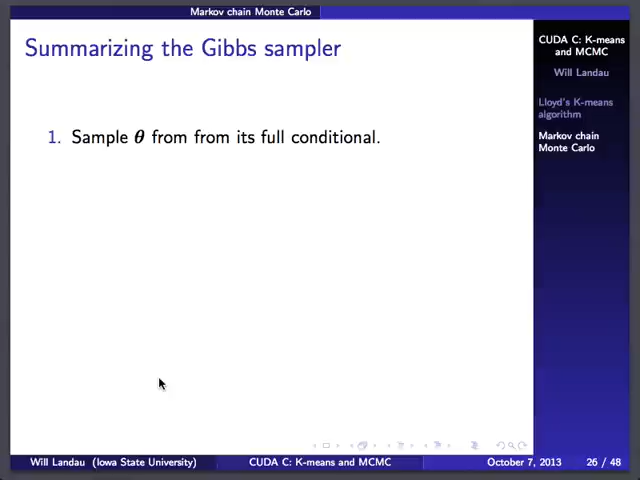 Markov chain Monte Carlo
Summarizing the Gibbs sampler
CUDA C: K-means
and MCMC
Will Landau
Lloyd's K-means
algorithm
Markov chain
Monte Carlo
1. Sample θ from from its full conditional.
Will Landau (Iowa State University)
CUDA C: K-means and MCMC
October 7, 2013
26 / 48